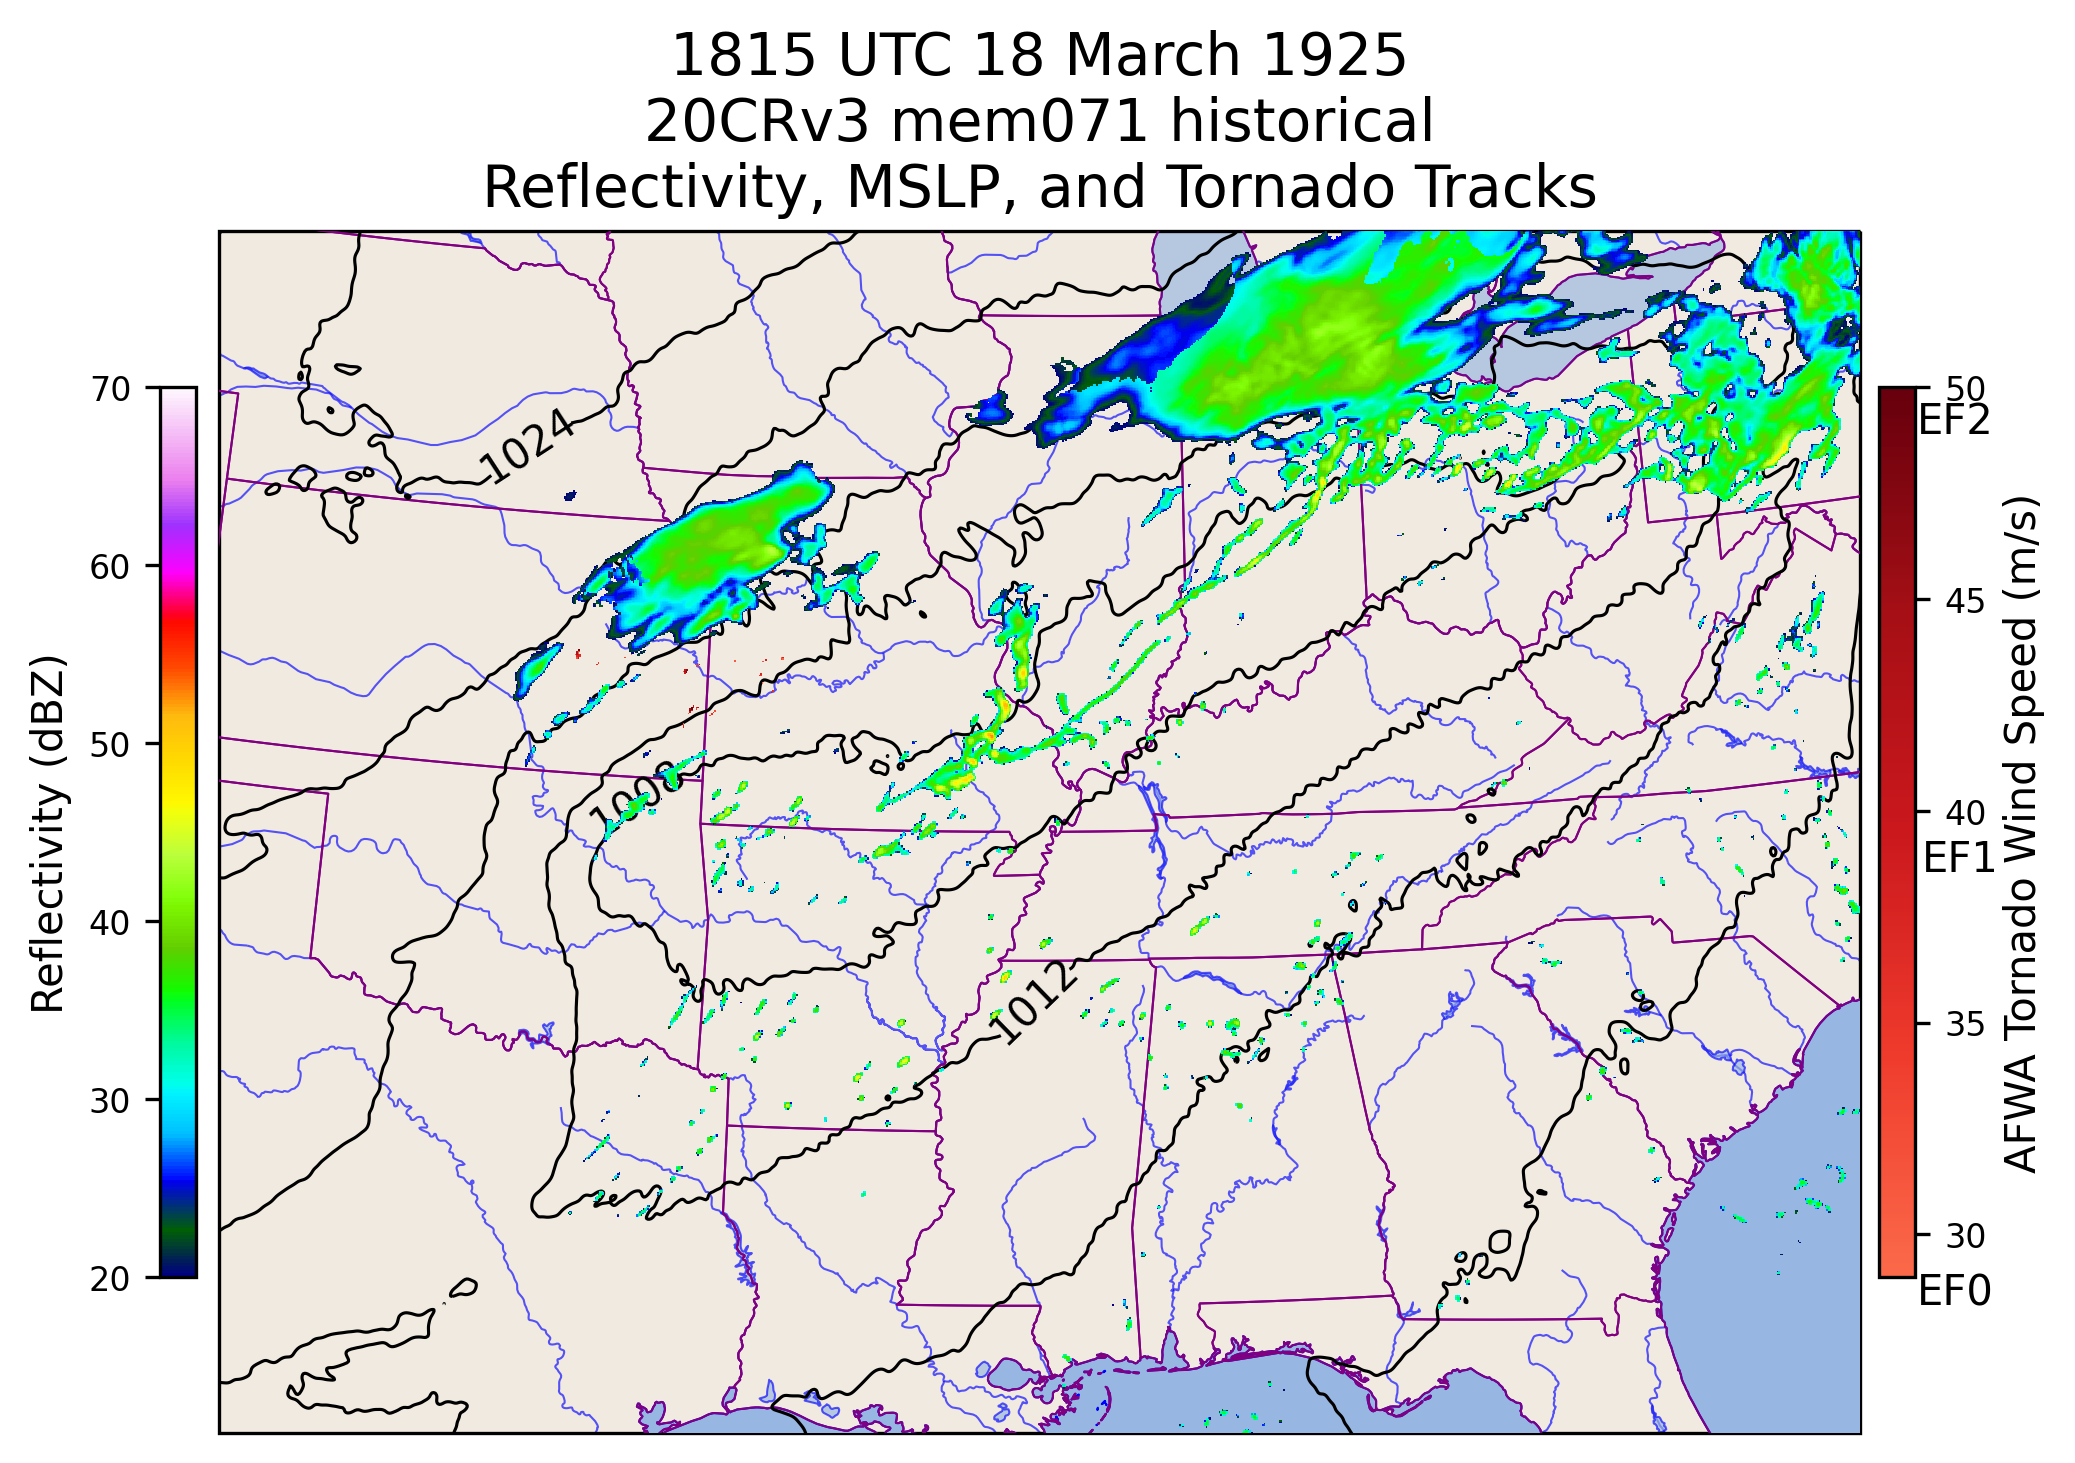 1815 UTC 18 March 1925
20CRv3 mem071 historical
Reflectivity, MSLP, and Tornado Tracks
70
60
50
40
30
20
Reflectivity (dBZ)
1024
1008
1012
50
EF2
45
40
EF1
35
30
EF0
AFWA Tornado Wind Speed (m/s)